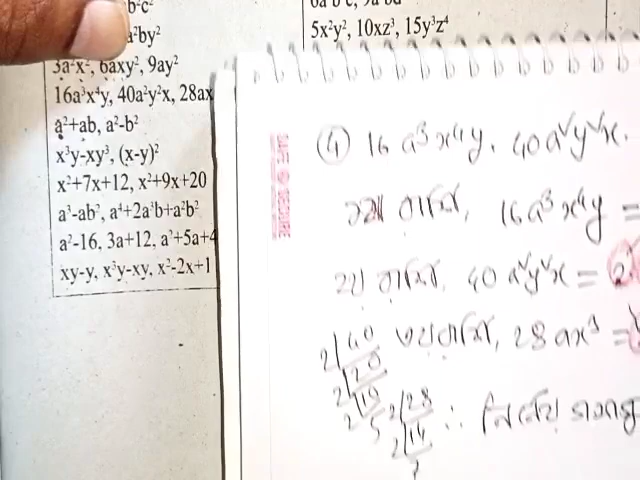 b²c²
5x²y², 10xz³, 15y³z⁴
a²by²
3a²x², 6axy², 9ay²
16a³x⁴y, 40a²y²x, 28ax
a²+ab, a²-b²
x³y-xy³, (x-y)²
x²+7x+12, x²+9x+20
a³-ab², a⁴+2a³b+a²b²
a²-16, 3a+12, a²+5a+4
xy-y, x³y-xy, x²-2x+1
④ 16a³x⁴y, 40a²y²x.
১ম রাশি, 16a³x⁴y =
২য় রাশি, 40a²y²x = 2
৩য় রাশি, 28ax³ =
2|40
2|20
2|10
5
2|28
2|14
7
∴ নির্ণেয়